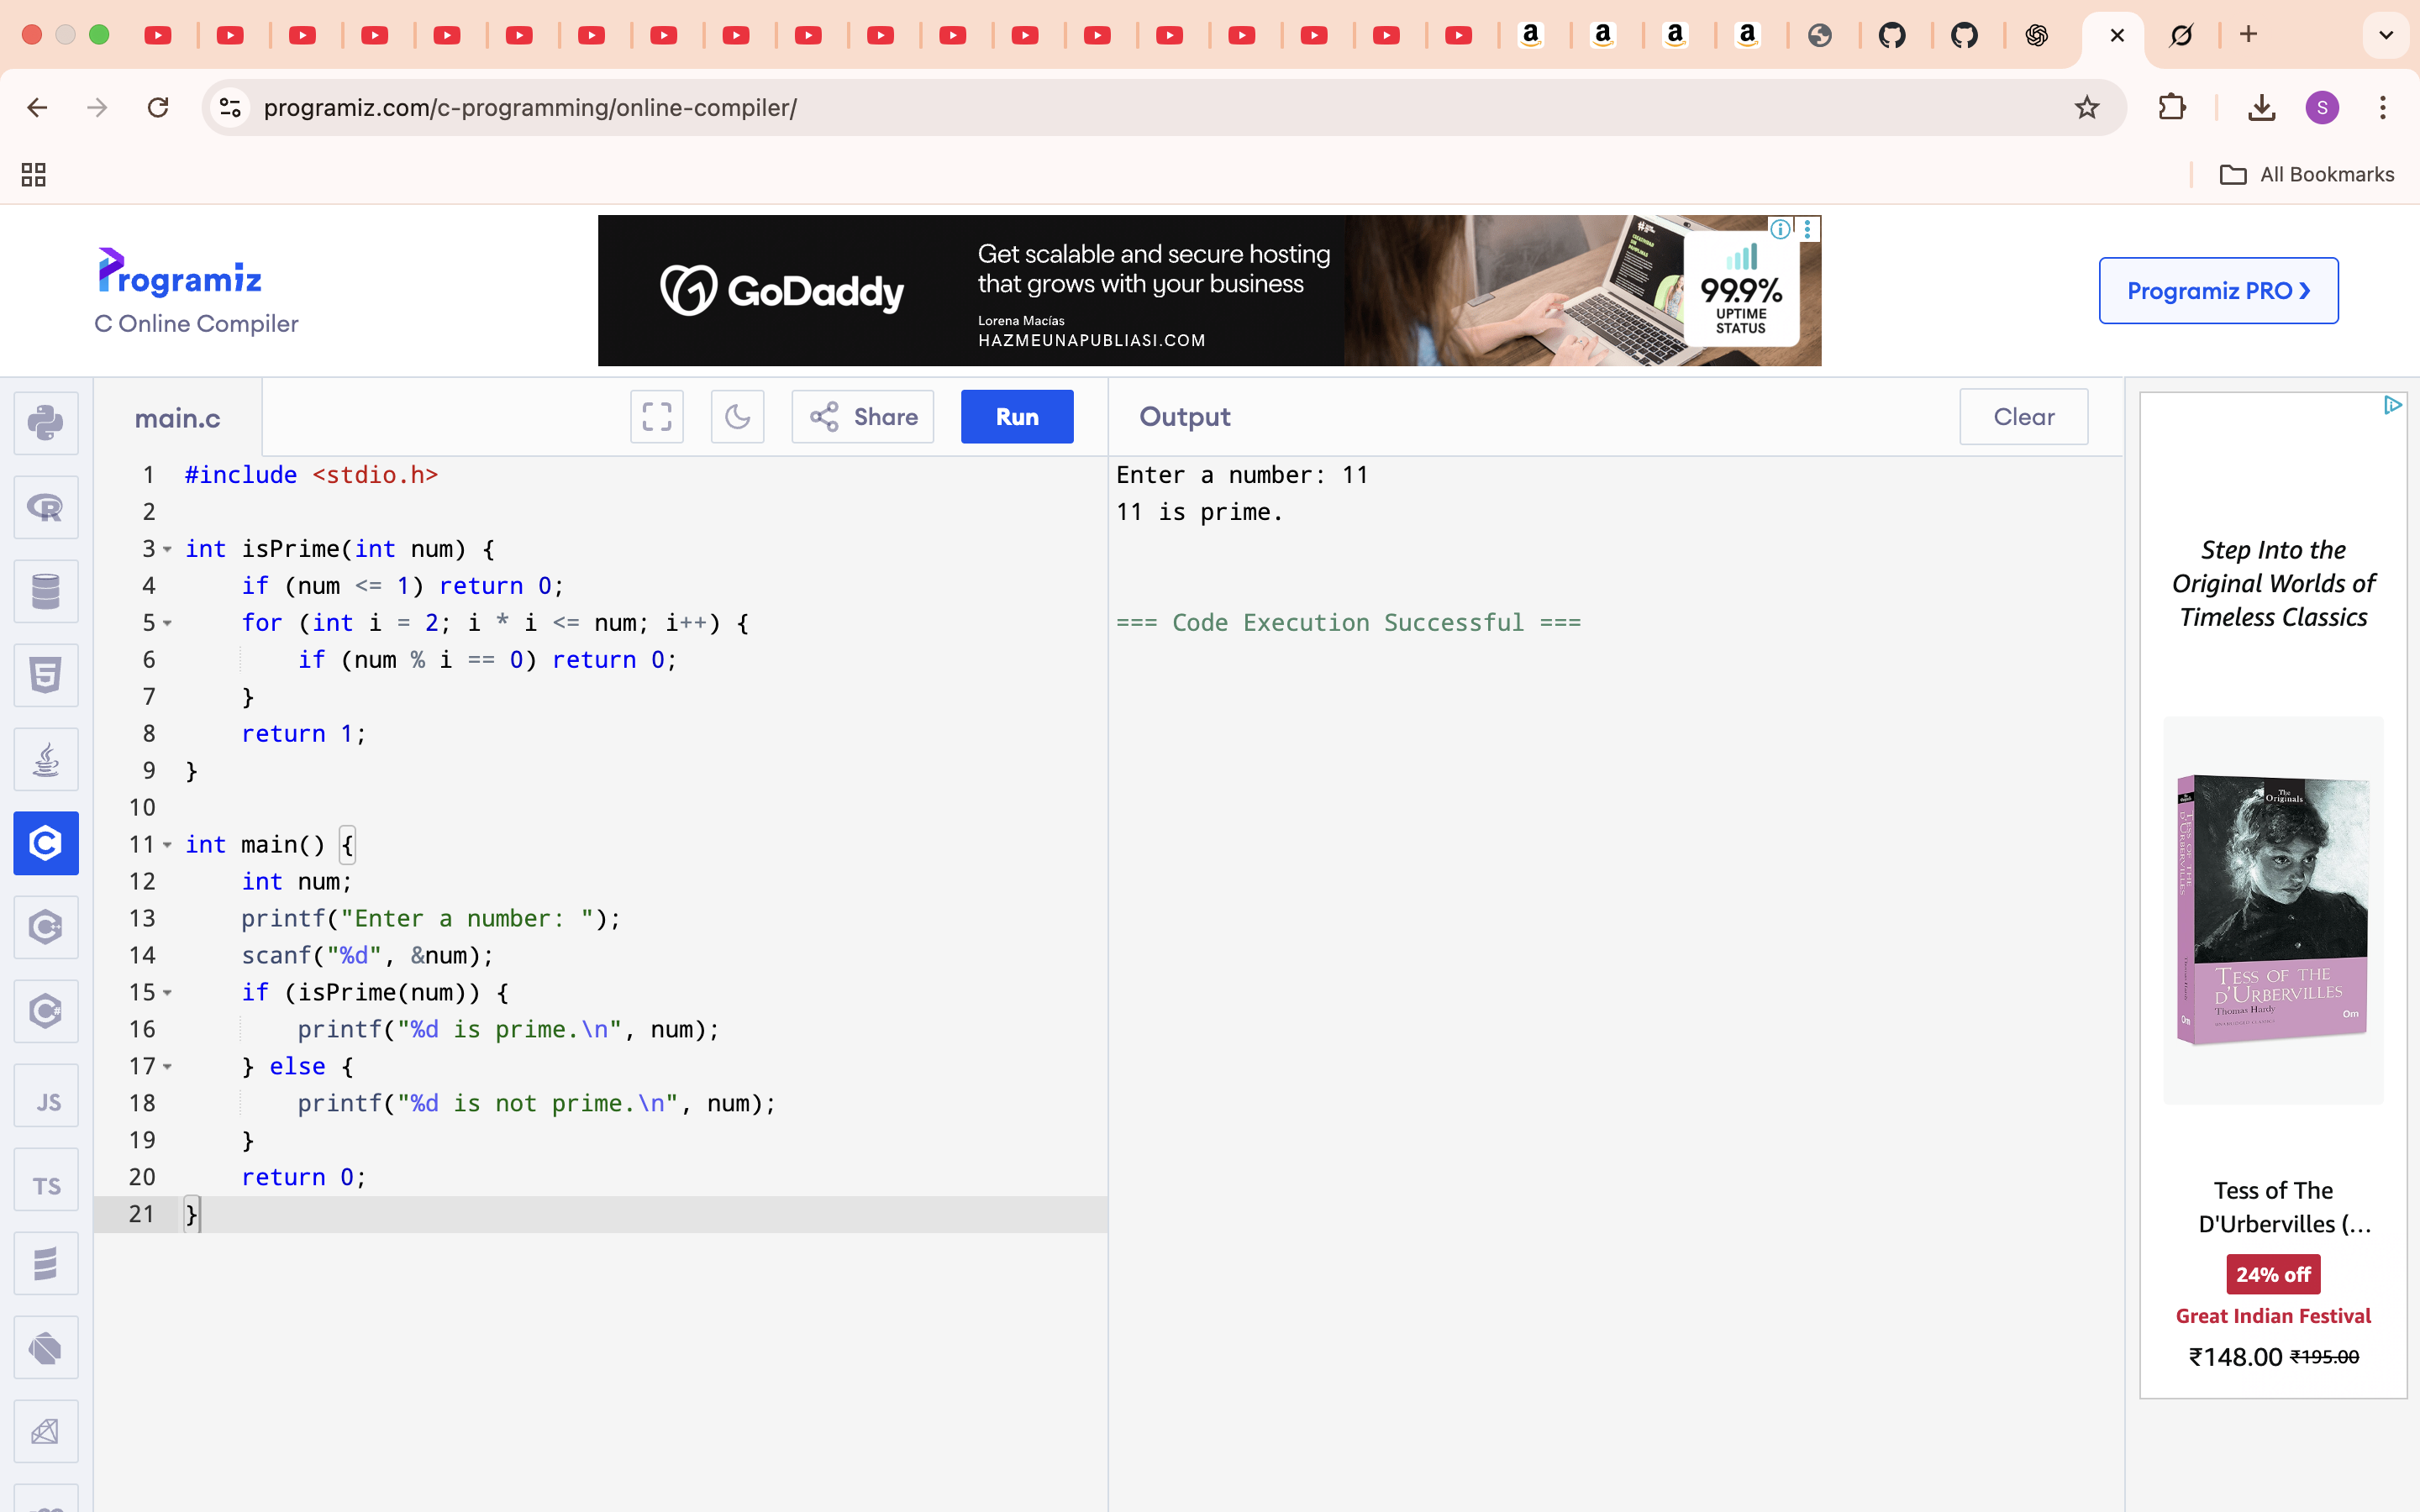 programiz.com/c-programming/online-compiler/
S
All Bookmarks
Programiz
C Online Compiler
GoDaddy
Get scalable and secure hosting
that grows with your business
Lorena Macías
HAZMEUNAPUBLIASI.COM
99.9%
UPTIME
STATUS
Programiz PRO ❯
main.c
Share
Run
Output
Clear
1 #include <stdio.h>
2
3 int isPrime(int num) {
4     if (num <= 1) return 0;
5     for (int i = 2; i * i <= num; i++) {
6         if (num % i == 0) return 0;
7     }
8     return 1;
9 }
10
11 int main() {
12     int num;
13     printf("Enter a number: ");
14     scanf("%d", &num);
15     if (isPrime(num)) {
16         printf("%d is prime.\n", num);
17     } else {
18         printf("%d is not prime.\n", num);
19     }
20     return 0;
21 }
Enter a number: 11
11 is prime.
=== Code Execution Successful ===
JS
TS
Step Into the
Original Worlds of
Timeless Classics
The
Originals
TESS OF THE
D'URBERVILLES
Thomas Hardy
Om
Tess of The
D'Urbervilles (...
24% off
Great Indian Festival
₹148.00 ₹195.00